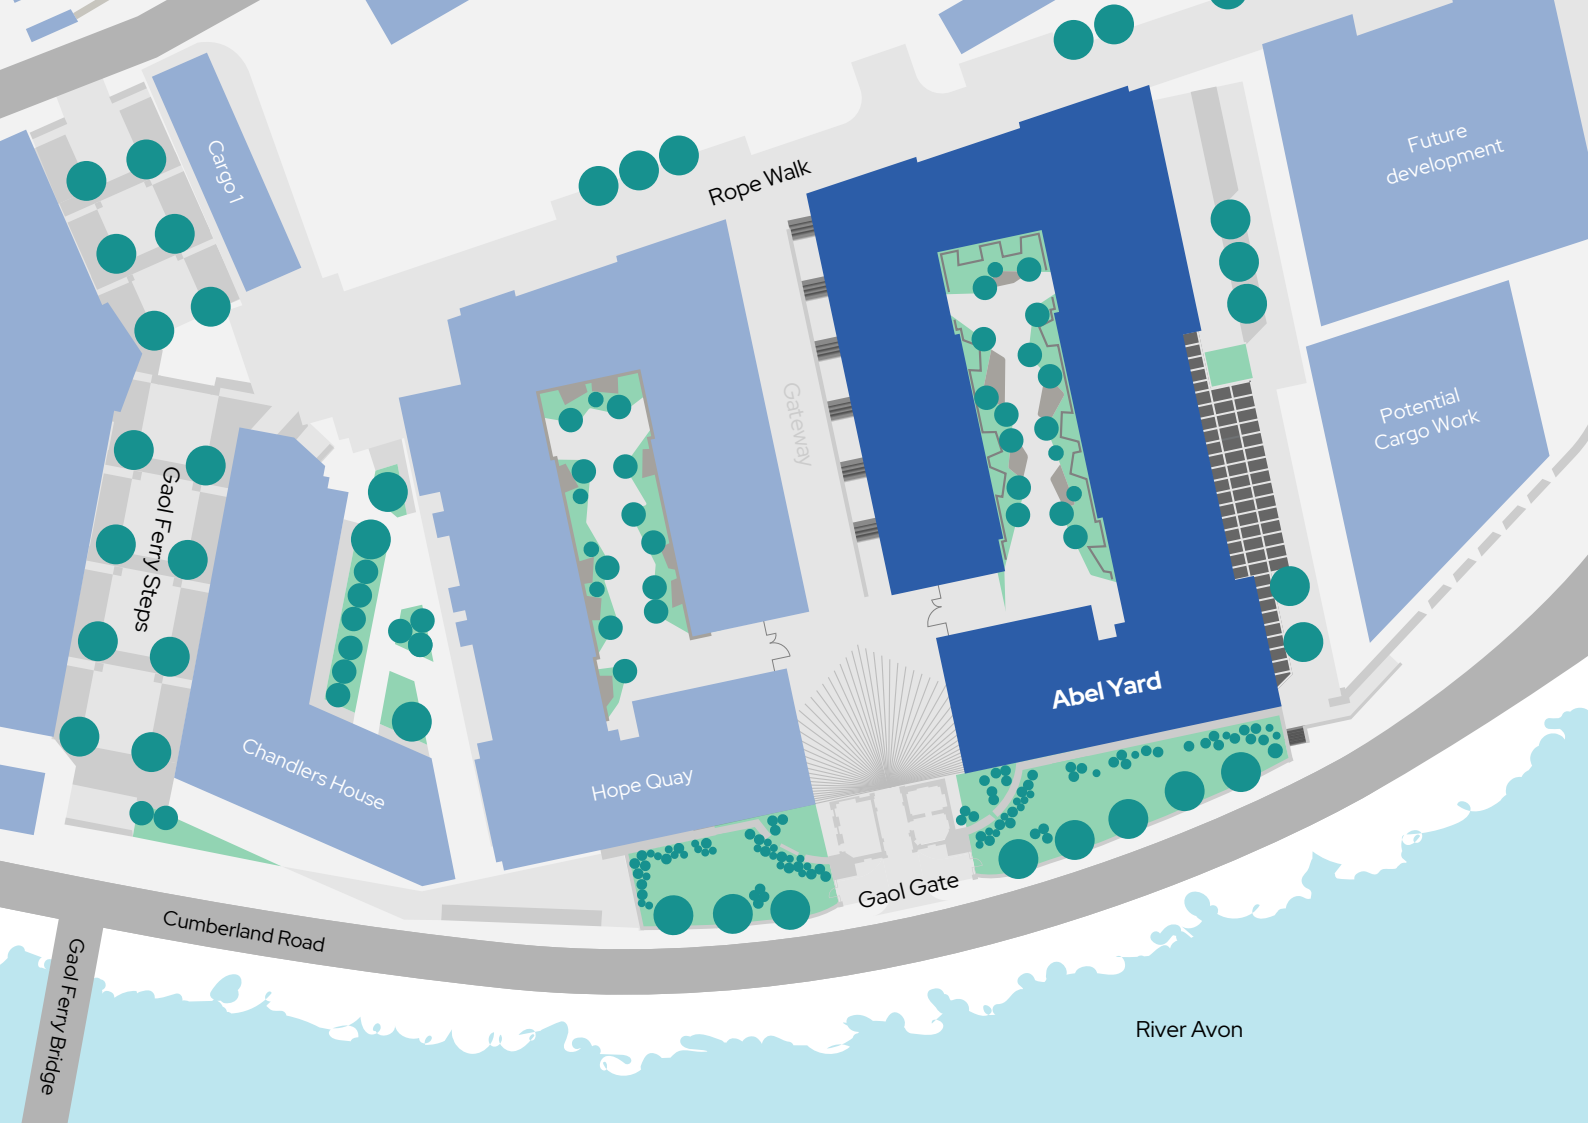 Cargo 1
Rope Walk
Future
development
Gateway
Potential
Cargo Work
Gaol Ferry Steps
Abel Yard
Chandlers House
Hope Quay
Gaol Gate
Cumberland Road
Gaol Ferry Bridge
River Avon